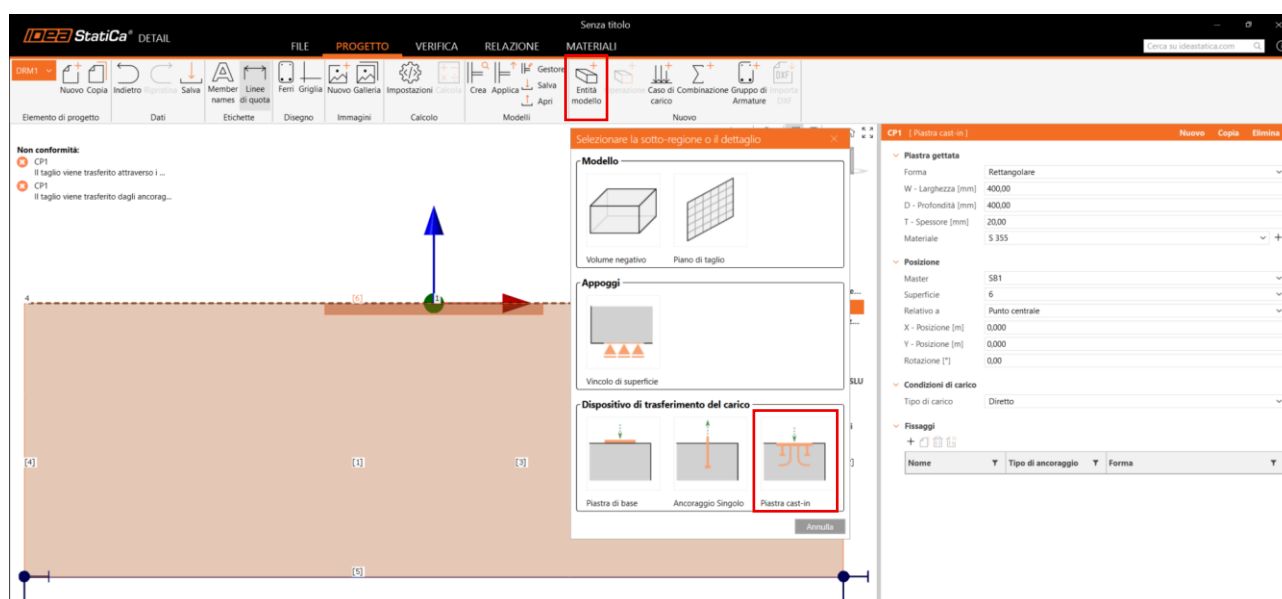 Senza titolo
IDEA StatiCa® DETAIL
FILE PROGETTO VERIFICA RELAZIONE MATERIALI
Cerca su ideastatica.com
DRM1
Nuovo Copia Indietro Ripristina Salva Member names Linee di quota Ferri Griglia Nuovo Galleria Impostazioni Calcola Crea Applica Gestore Salva Apri Entità modello Operazione Caso di carico Combinazione Gruppo di Armature Importa DXF
Elemento di progetto Dati Etichette Disegno Immagini Calcolo Modelli Nuovo
Non conformità:
CP1
Il taglio viene trasferito attraverso i ...
CP1
Il taglio viene trasferito dagli ancorag...
4
[6]
1
[4]
[1]
[3]
[5]
Selezionare la sotto-regione o il dettaglio
Modello
Volume negativo Piano di taglio
Appoggi
Vincolo di superficie
Dispositivo di trasferimento del carico
Piastra di base Ancoraggio Singolo Piastra cast-in
Annulla
SLU
CP1 [Piastra cast-in] Nuovo Copia Elimina
Piastra gettata
Forma Rettangolare
W - Larghezza [mm] 400,00
D - Profondità [mm] 400,00
T - Spessore [mm] 20,00
Materiale S 355
Posizione
Master SB1
Superficie 6
Relativo a Punto centrale
X - Posizione [m] 0,000
Y - Posizione [m] 0,000
Rotazione [°] 0,00
Condizioni di carico
Tipo di carico Diretto
Fissaggi
Nome Tipo di ancoraggio Forma